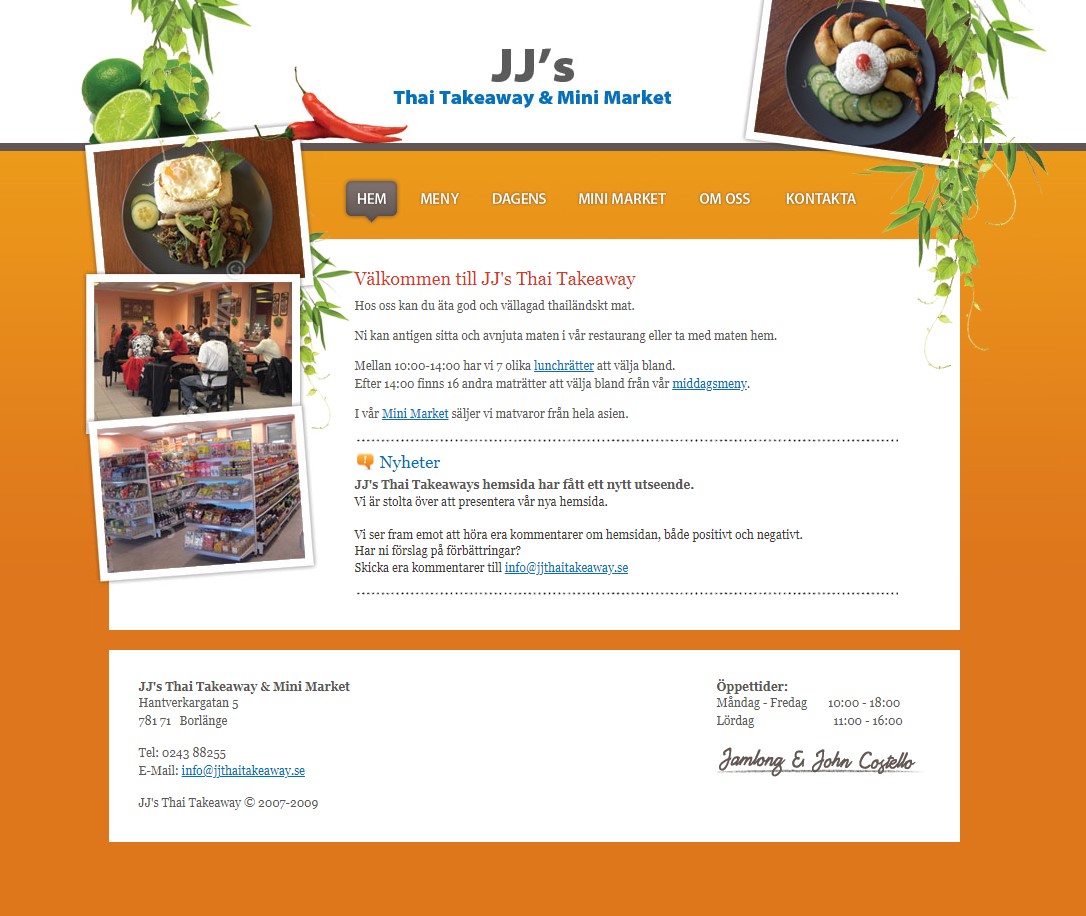 JJ's
Thai Takeaway & Mini Market
HEM MENY DAGENS MINI MARKET OM OSS KONTAKTA
Välkommen till JJ's Thai Takeaway
Hos oss kan du äta god och vällagad thailändskt mat.
Ni kan antigen sitta och avnjuta maten i vår restaurang eller ta med maten hem.
Mellan 10:00-14:00 har vi 7 olika lunchrätter att välja bland.
Efter 14:00 finns 16 andra maträtter att välja bland från vår middagsmeny.
I vår Mini Market säljer vi matvaror från hela asien.
Nyheter
JJ's Thai Takeaways hemsida har fått ett nytt utseende.
Vi är stolta över att presentera vår nya hemsida.
Vi ser fram emot att höra era kommentarer om hemsidan, både positivt och negativt.
Har ni förslag på förbättringar?
Skicka era kommentarer till info@jjthaitakeaway.se
JJ's Thai Takeaway & Mini Market
Hantverkargatan 5
781 71 Borlänge
Tel: 0243 88255
E-Mail: info@jjthaitakeaway.se
JJ's Thai Takeaway © 2007-2009
Öppettider:
Måndag - Fredag 10:00 - 18:00
Lördag 11:00 - 16:00
Jamlong & John Costello